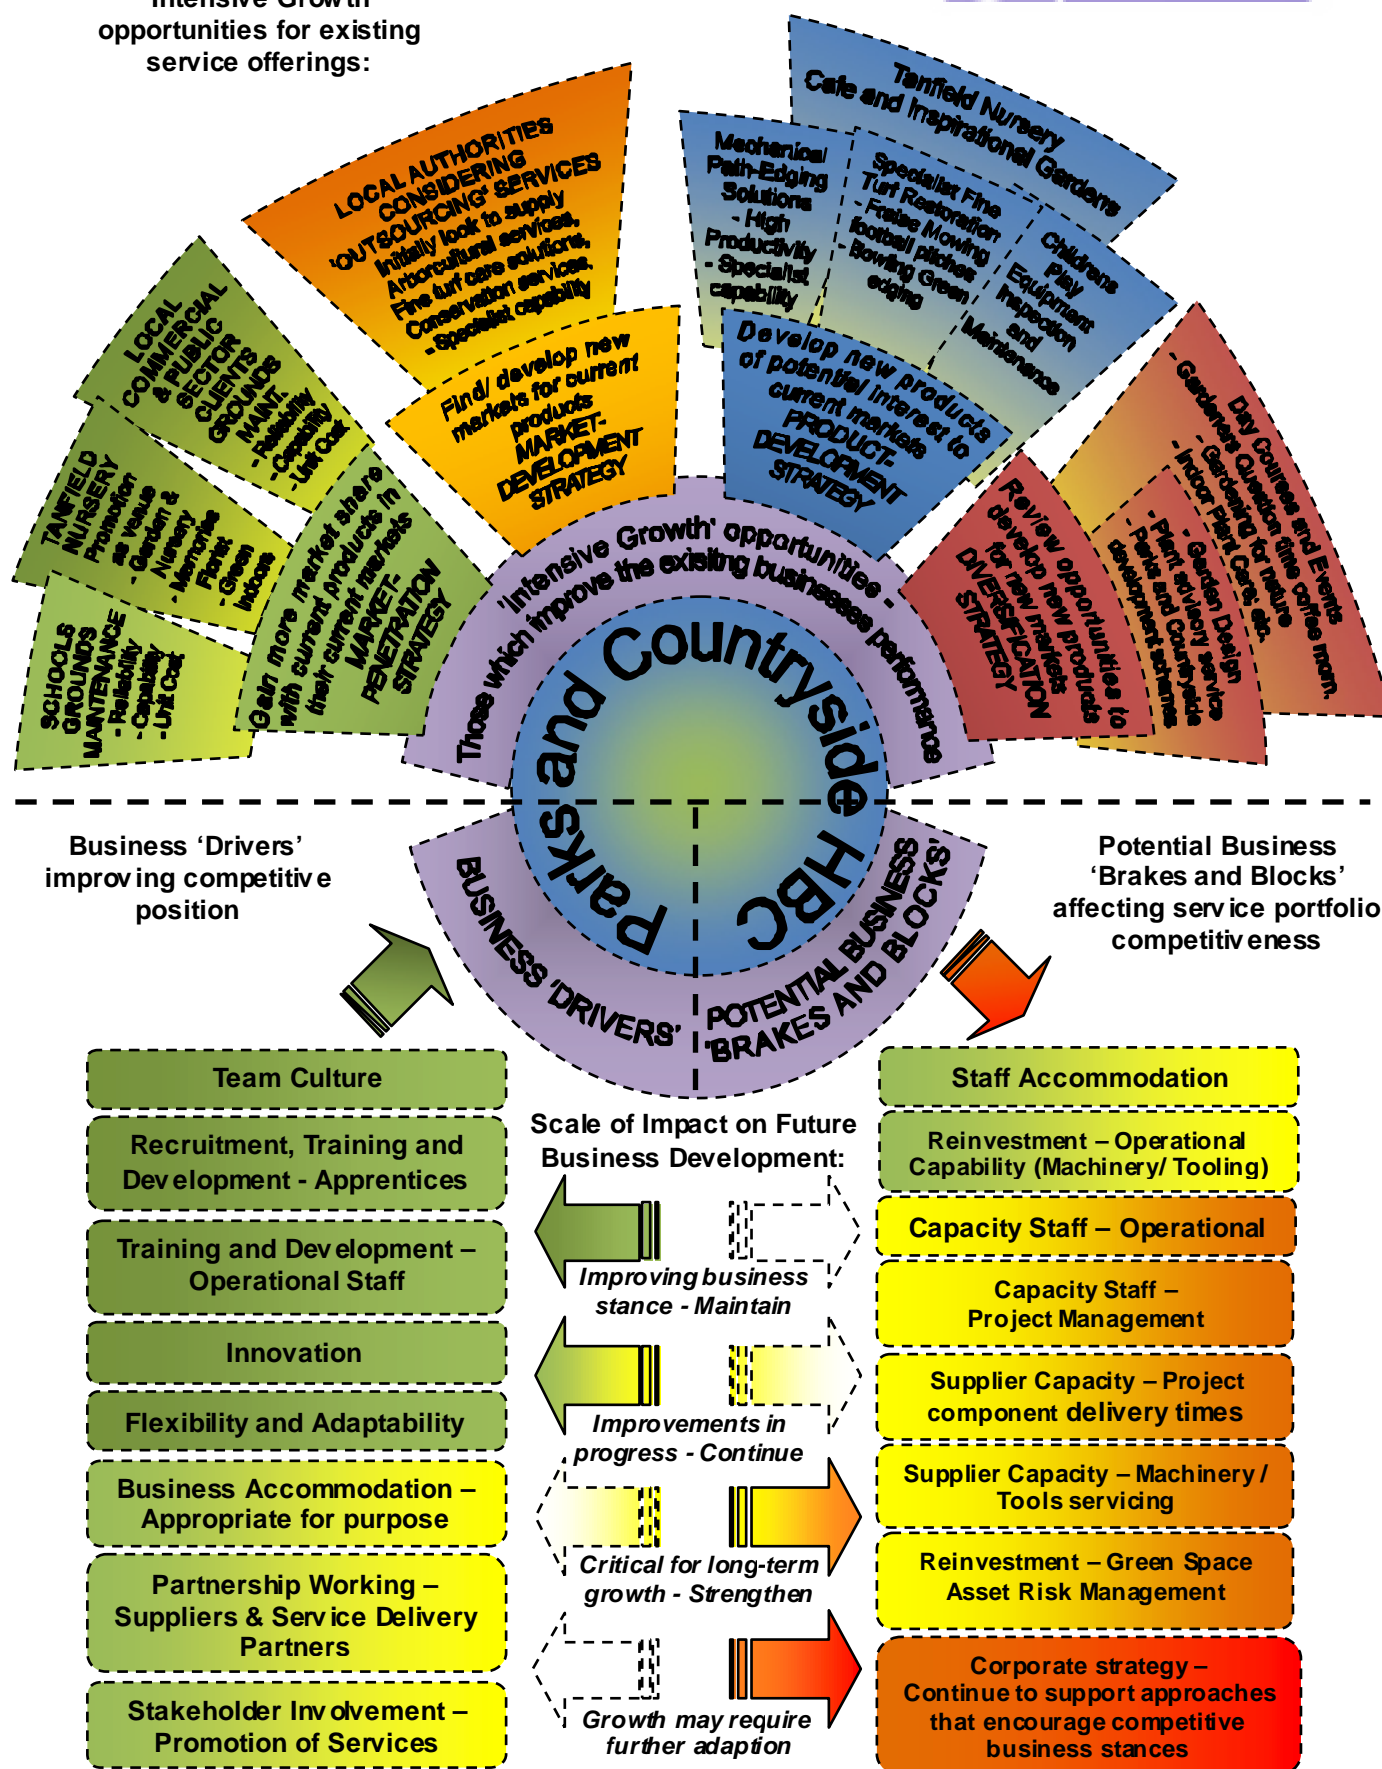 Intensive Growth
opportunities for existing
service offerings:
SCHOOLS
GROUNDS
MAINTENANCE
- Reliability
- Capability
- Unit Cost
TANFIELD
NURSERY
Promotion
as venue
- Garden &
Nursery
- Memories
Florist
- Green
Indoors
LOCAL
COMMERCIAL
& PUBLIC
SECTOR
CLIENTS
GROUNDS
MAINT.
- Reliability
- Capability
- Unit Cost
Gain more market share
with current products in
their current markets
MARKET-
PENETRATION
STRATEGY
LOCAL AUTHORITIES
CONSIDERING
'OUTSOURCING' SERVICES
Initially look to supply
Arborcultural services,
Fine turf care solutions,
Conservation services,
- Specialist capability
Find/ develop new
markets for current
products
MARKET-
DEVELOPMENT
STRATEGY
Tanfield Nursery
Cafe and Inspirational Gardens
Mechanical
Path-Edging
Solutions
- High
Productivity
- Specialist
capability
Specialist Fine
Turf Restoration
- Fraise Mowing
football pitches
- Bowling Green
edging
Childrens
Play
Equipment
Inspection
and
Maintenance
Develop new products
of potential interest to
current markets
PRODUCT-
DEVELOPMENT
STRATEGY
Day Courses and Events
- Gardeners Question Time coffee morn.
- Gardening for nature
Indoor Plant Care, etc.
- Garden Design
- Plant advisory service
- Parks and Countryside
development schemes
Review opportunities to
develop new products
for new markets
DIVERSIFICATION
STRATEGY
'Intensive Growth' opportunities -
Those which improve the existing businesses performance
Parks and Countryside HBC
Business ‘Drivers’
improving competitive
position
Potential Business
‘Brakes and Blocks’
affecting service portfolio
competitiveness
BUSINESS 'DRIVERS'
POTENTIAL BUSINESS
'BRAKES AND BLOCKS'
Team Culture
Recruitment, Training and
Development - Apprentices
Training and Development –
Operational Staff
Innovation
Flexibility and Adaptability
Business Accommodation –
Appropriate for purpose
Partnership Working –
Suppliers & Service Delivery
Partners
Stakeholder Involvement –
Promotion of Services
Scale of Impact on Future
Business Development:
Improving business
stance - Maintain
Improvements in
progress - Continue
Critical for long-term
growth - Strengthen
Growth may require
further adaption
Staff Accommodation
Reinvestment – Operational
Capability (Machinery/ Tooling)
Capacity Staff – Operational
Capacity Staff –
Project Management
Supplier Capacity – Project
component delivery times
Supplier Capacity – Machinery /
Tools servicing
Reinvestment – Green Space
Asset Risk Management
Corporate strategy –
Continue to support approaches
that encourage competitive
business stances